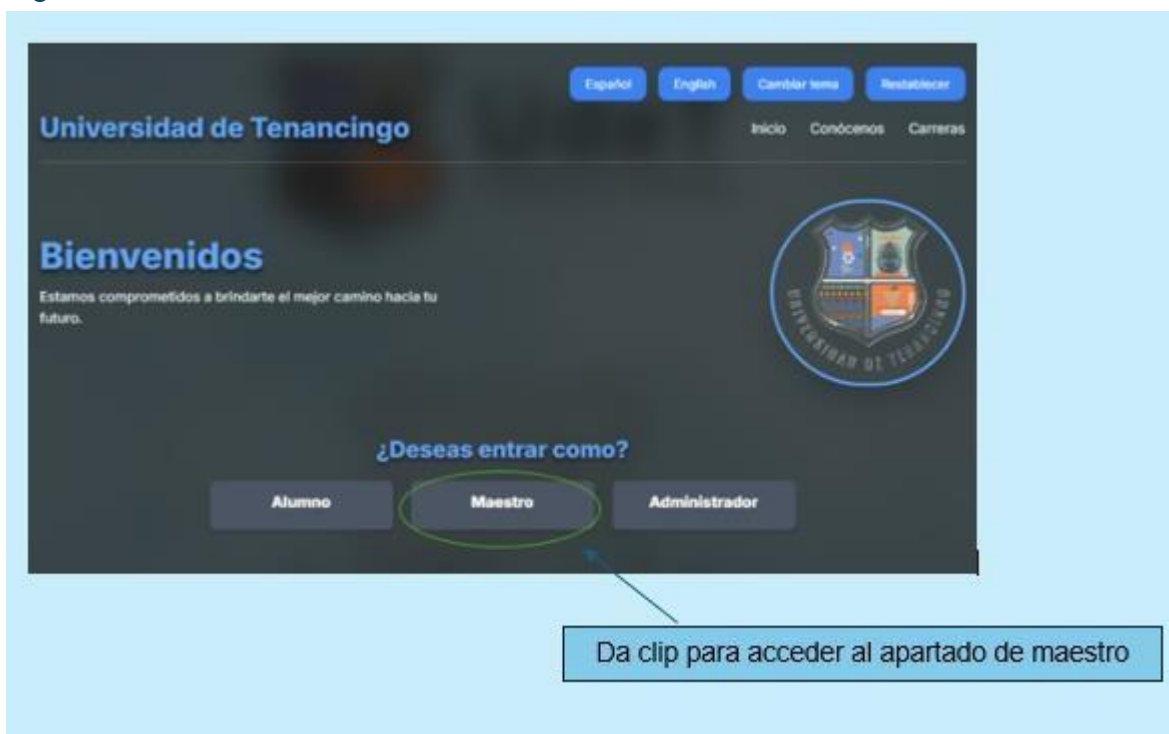 Español English Cambiar tema Restablecer
Universidad de Tenancingo
Inicio Conócenos Carreras
Bienvenidos
Estamos comprometidos a brindarte el mejor camino hacia tu
futuro.
UNIVERSIDAD DE TENANCINGO
¿Deseas entrar como?
Alumno Maestro Administrador
Da clip para acceder al apartado de maestro